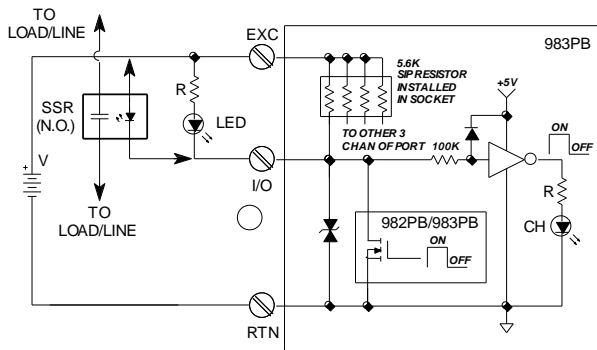 TO
LOAD/LINE
EXC
983PB
5.6K
SIP RESISTOR
INSTALLED
IN SOCKET
+5V
R
SSR
(N.O.)
LED
TO OTHER 3
CHAN OF PORT
100K
ON
OFF
+
V
I/O
R
TO
LOAD/LINE
982PB/983PB
ON
OFF
CH
RTN